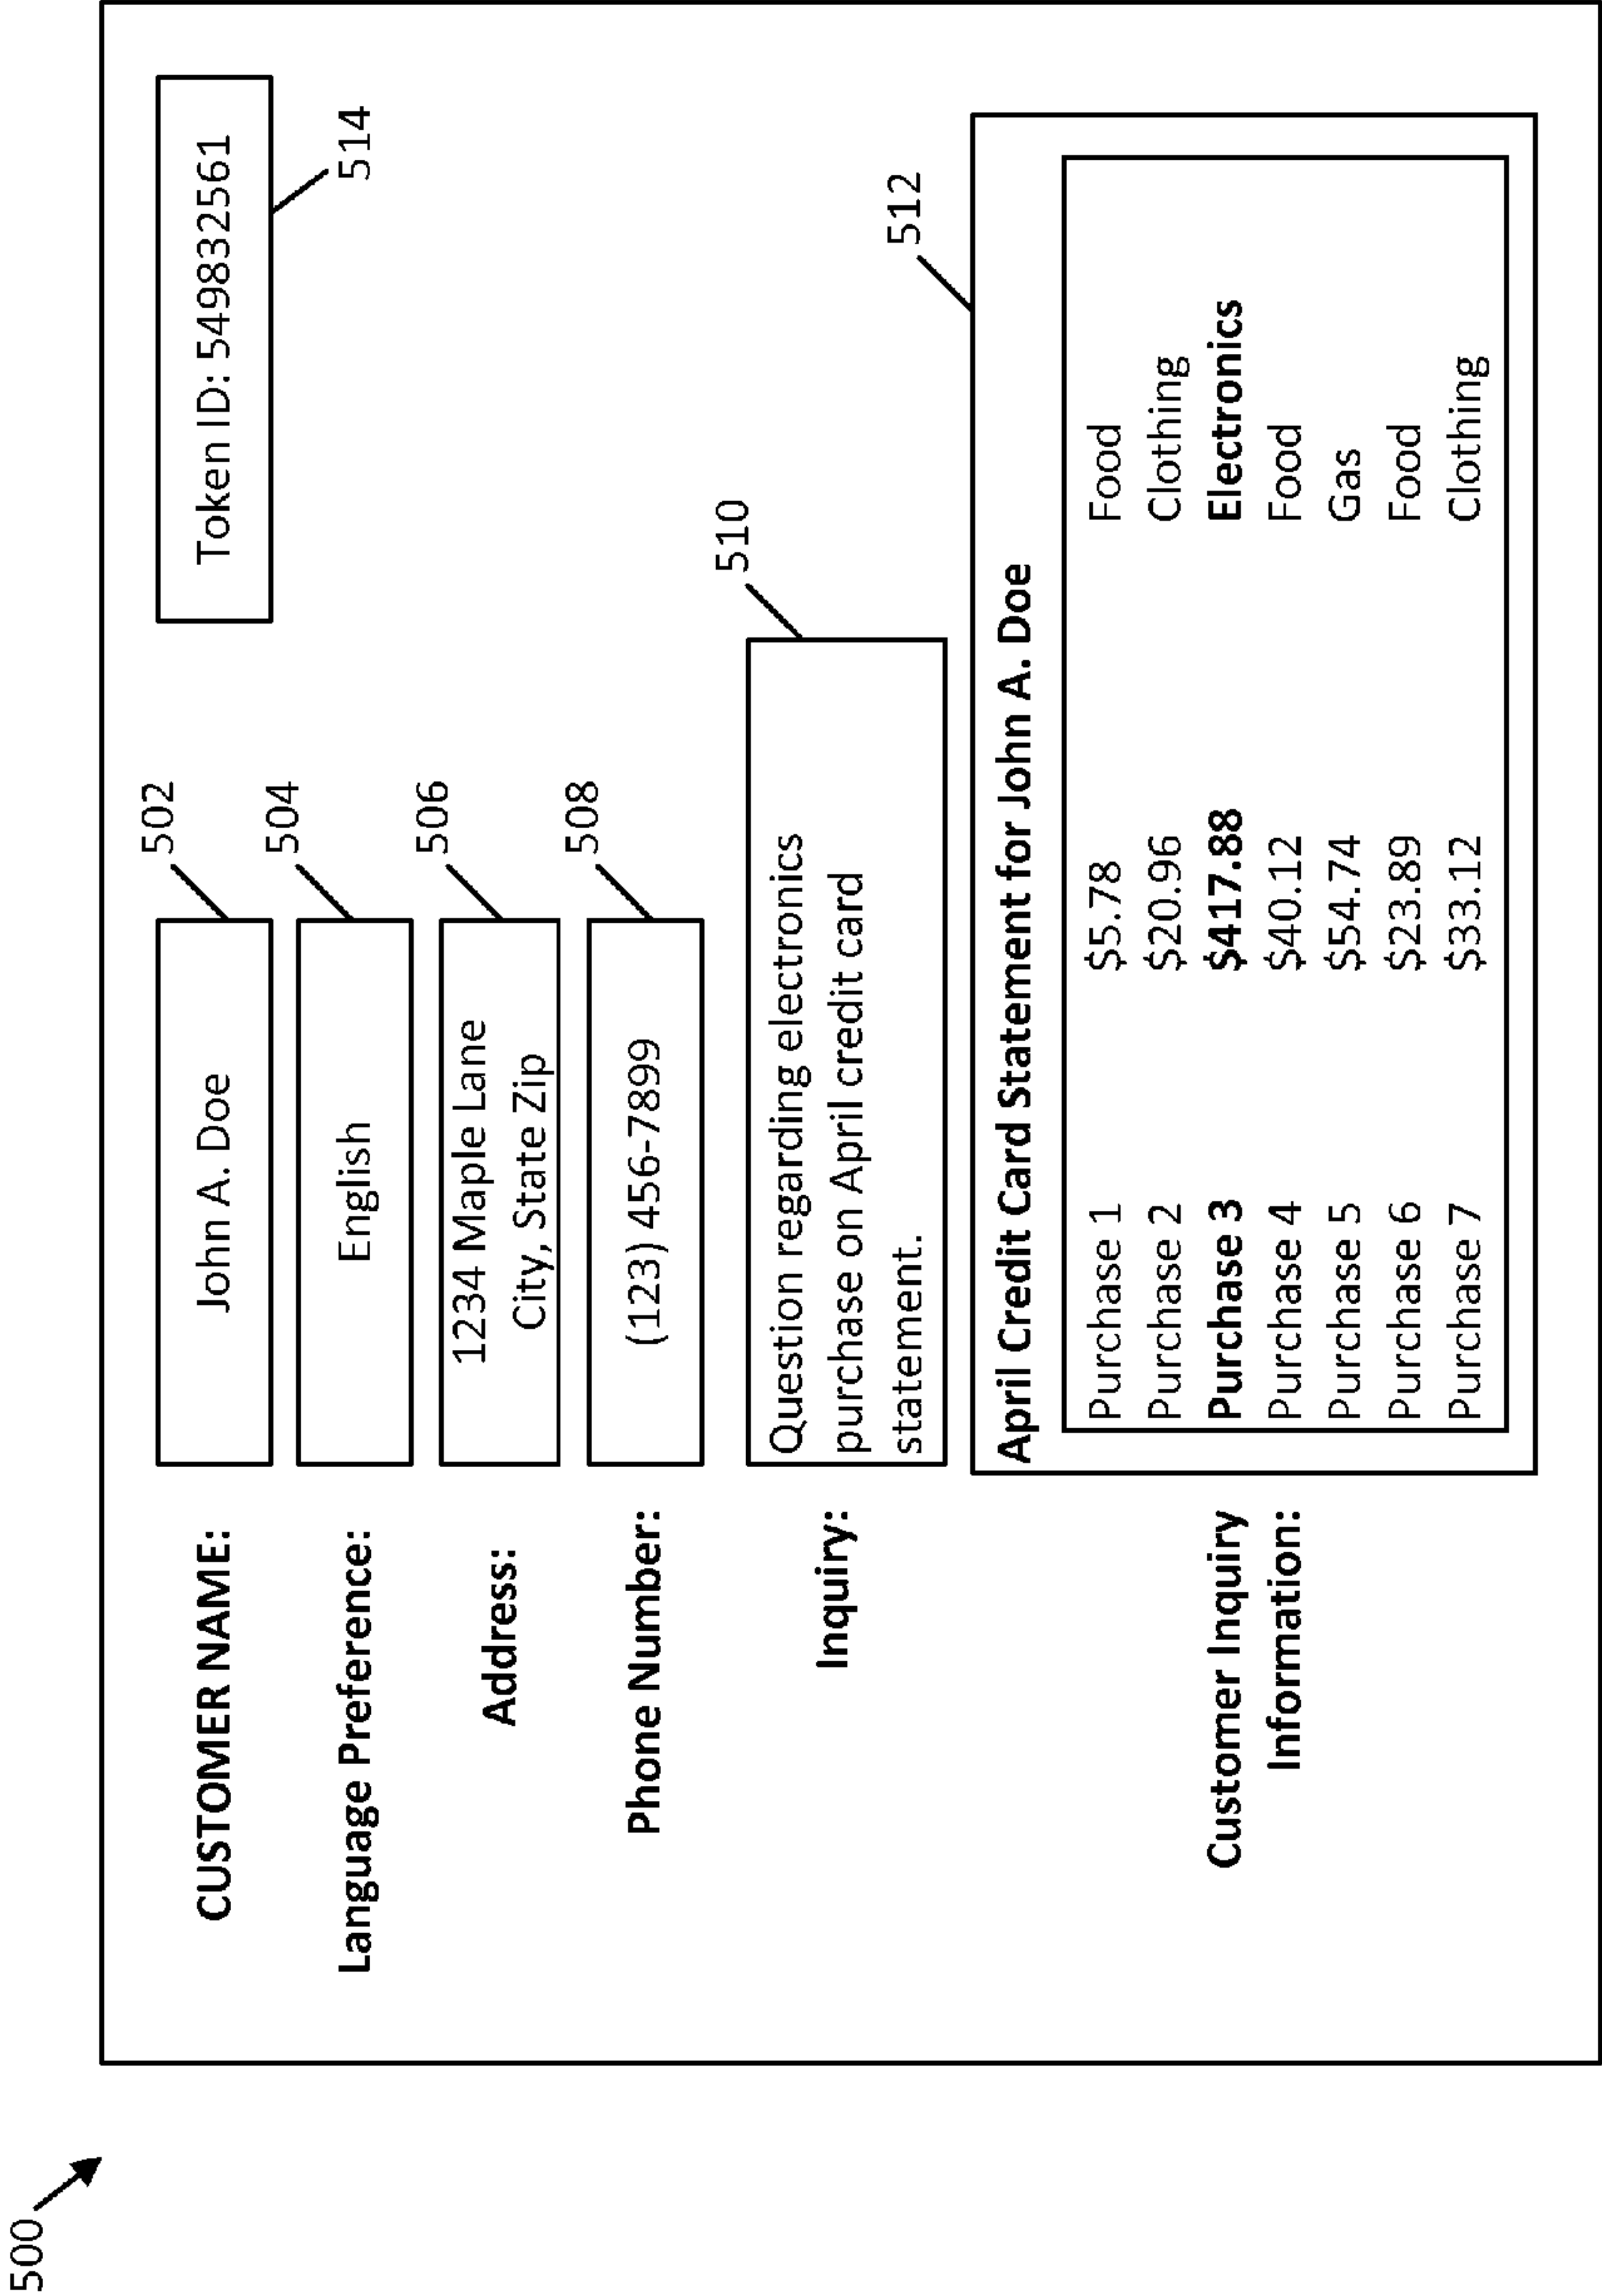 500
CUSTOMER NAME:
John A. Doe
502
Token ID: 549832561
514
Language Preference:
English
504
Address:
1234 Maple Lane
City, State Zip
506
Phone Number:
(123) 456-7899
508
Inquiry:
Question regarding electronics
purchase on April credit card
statement.
510
512
Customer Inquiry
Information:
April Credit Card Statement for John A. Doe
Purchase 1 $5.78 Food
Purchase 2 $20.96 Clothing
Purchase 3 $417.88 Electronics
Purchase 4 $40.12 Food
Purchase 5 $54.74 Gas
Purchase 6 $23.89 Food
Purchase 7 $33.12 Clothing